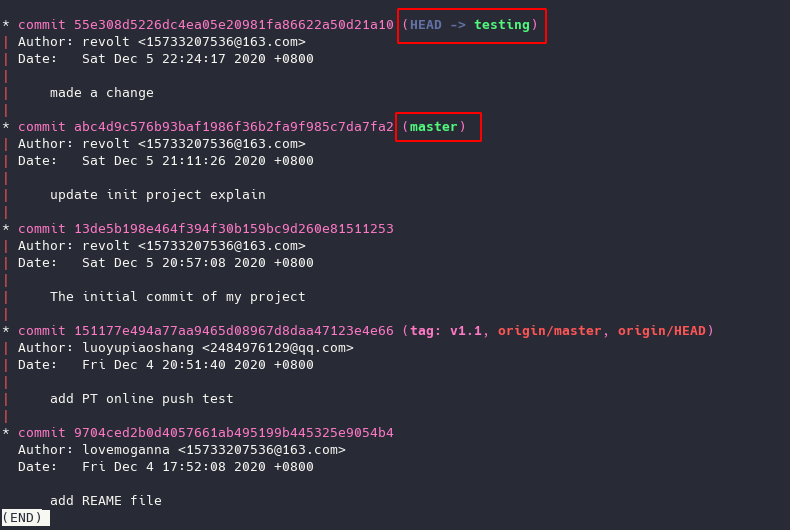 * commit 55e308d5226dc4ea05e20981fa86622a50d21a10 (HEAD -> testing)
| Author: revolt <15733207536@163.com>
| Date:   Sat Dec 5 22:24:17 2020 +0800
|
|     made a change
|
* commit abc4d9c576b93baf1986f36b2fa9f985c7da7fa2 (master)
| Author: revolt <15733207536@163.com>
| Date:   Sat Dec 5 21:11:26 2020 +0800
|
|     update init project explain
|
* commit 13de5b198e464f394f30b159bc9d260e81511253
| Author: revolt <15733207536@163.com>
| Date:   Sat Dec 5 20:57:08 2020 +0800
|
|     The initial commit of my project
|
* commit 151177e494a77aa9465d08967d8daa47123e4e66 (tag: v1.1, origin/master, origin/HEAD)
| Author: luoyupiaoshang <2484976129@qq.com>
| Date:   Fri Dec 4 20:51:40 2020 +0800
|
|     add PT online push test
|
* commit 9704ced2b0d4057661ab495199b445325e9054b4
  Author: lovemoganna <15733207536@163.com>
  Date:   Fri Dec 4 17:52:08 2020 +0800

      add REAME file
(END)